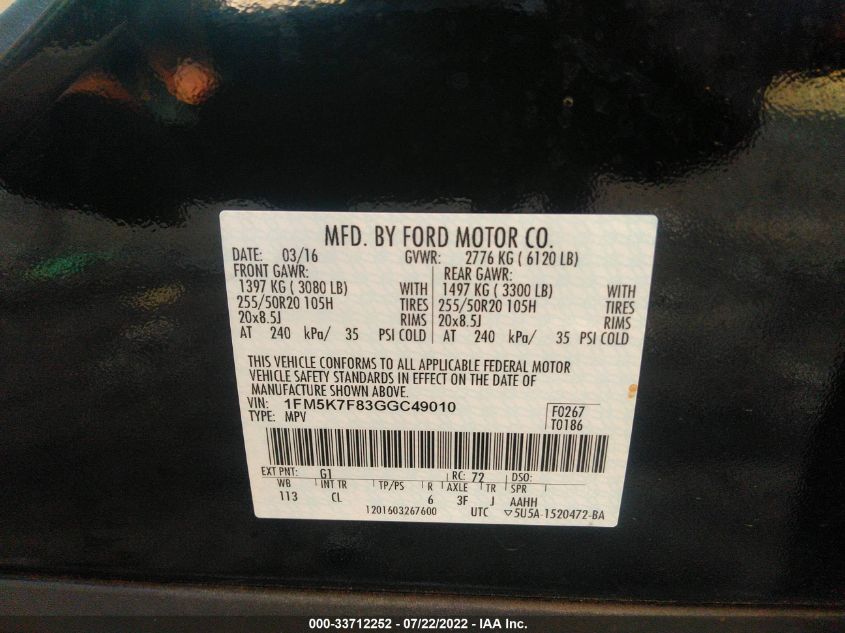 MFD. BY FORD MOTOR CO.
DATE: 03/16 GVWR: 2776 KG ( 6120 LB)
FRONT GAWR: REAR GAWR:
1397 KG ( 3080 LB) WITH 1497 KG ( 3300 LB) WITH
255/50R20 105H TIRES 255/50R20 105H TIRES
20x8.5J RIMS 20x8.5J RIMS
AT 240 kPa/ 35 PSI COLD AT 240 kPa/ 35 PSI COLD
THIS VEHICLE CONFORMS TO ALL APPLICABLE FEDERAL MOTOR
VEHICLE SAFETY STANDARDS IN EFFECT ON THE DATE OF
MANUFACTURE SHOWN ABOVE.
VIN: 1FM5K7F83GGC49010 F0267
TYPE: MPV T0186
EXT PNT: G1 RC: 72 DSO:
WB INT TR TP/PS R AXLE TR SPR
113 CL 6 3F J AAHH
1201603267600 UTC ▽5U5A-1520472-BA
000-33712252 - 07/22/2022 - IAA Inc.